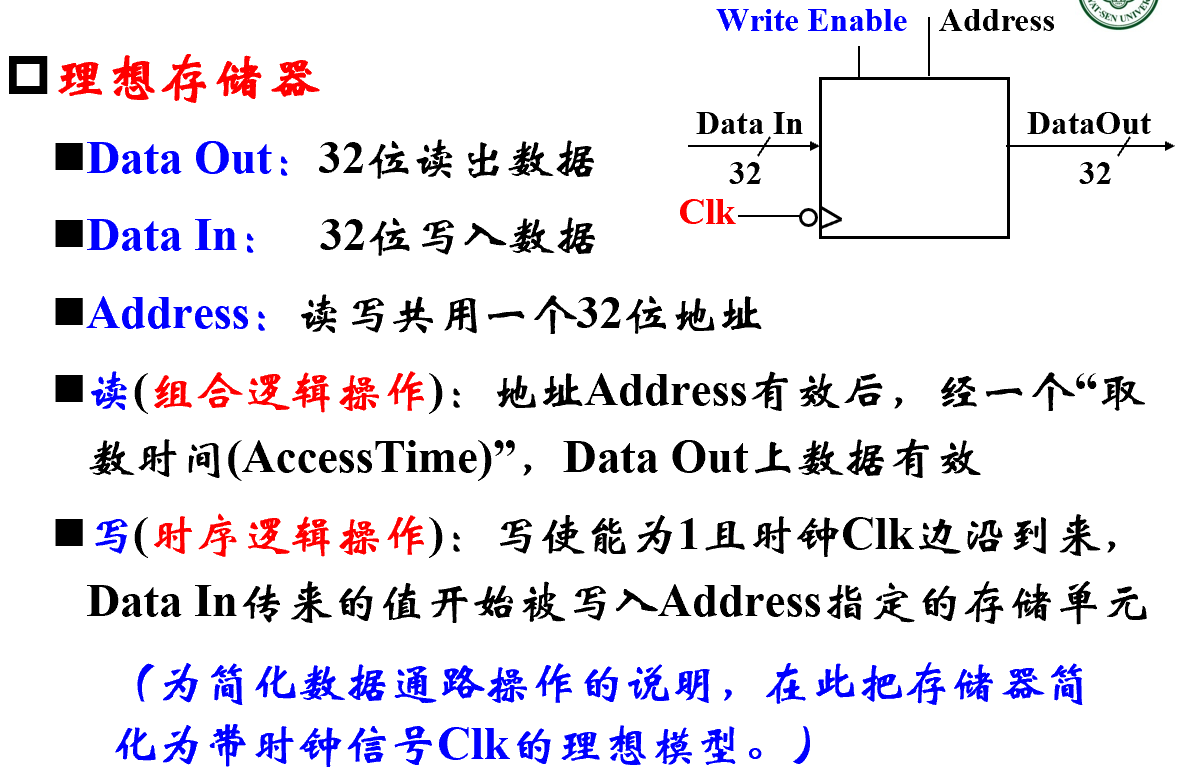 Write Enable Address
理想存储器
Data In
DataOut
32
32
Clk
Data Out：32位读出数据
Data In： 32位写入数据
Address：读写共用一个32位地址
读(组合逻辑操作)：地址Address有效后，经一个“取
数时间(AccessTime)”，Data Out上数据有效
写(时序逻辑操作)：写使能为1且时钟Clk边沿到来，
Data In传来的值开始被写入Address指定的存储单元
（为简化数据通路操作的说明，在此把存储器简
化为带时钟信号Clk的理想模型。）